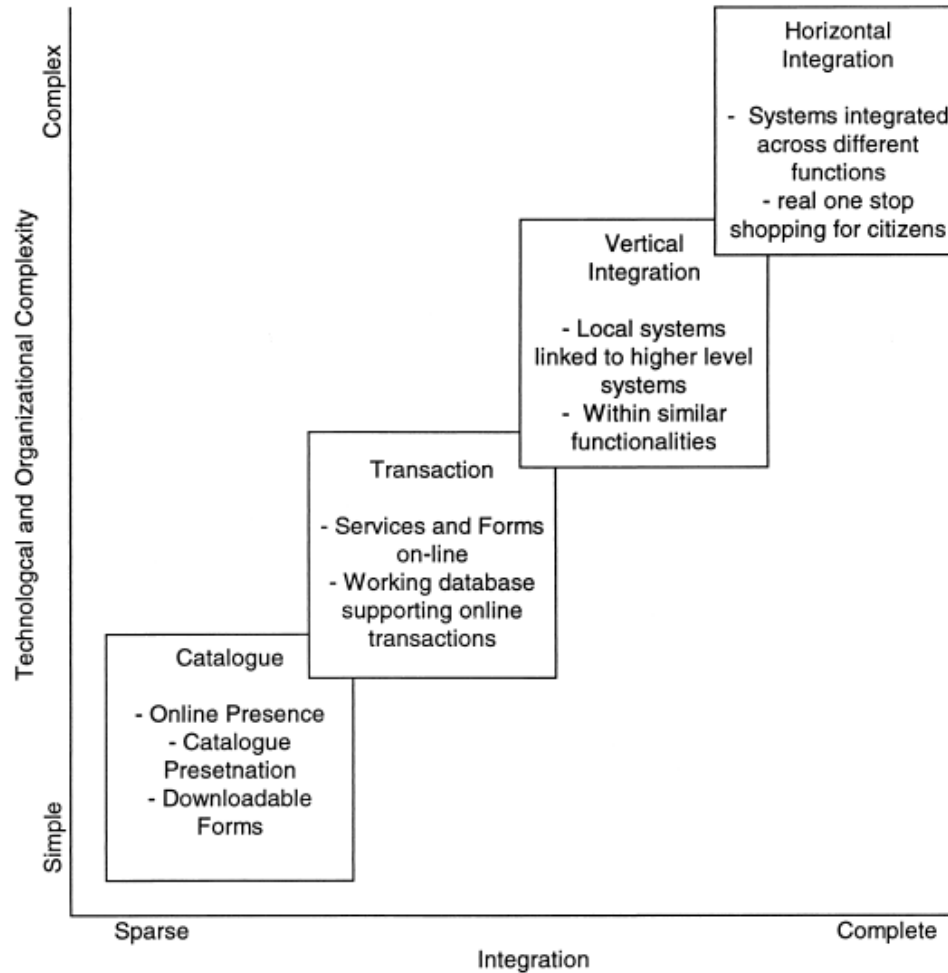 Horizontal
Integration
- Systems integrated
across different
functions
- real one stop
shopping for citizens
Vertical
Integration
- Local systems
linked to higher level
systems
- Within similar
functionalities
Transaction
- Services and Forms
on-line
- Working database
supporting online
transactions
Catalogue
- Online Presence
- Catalogue
Presetnation
- Downloadable
Forms
Complex
Technologcal and Organizational Complexity
Simple
Sparse
Complete
Integration